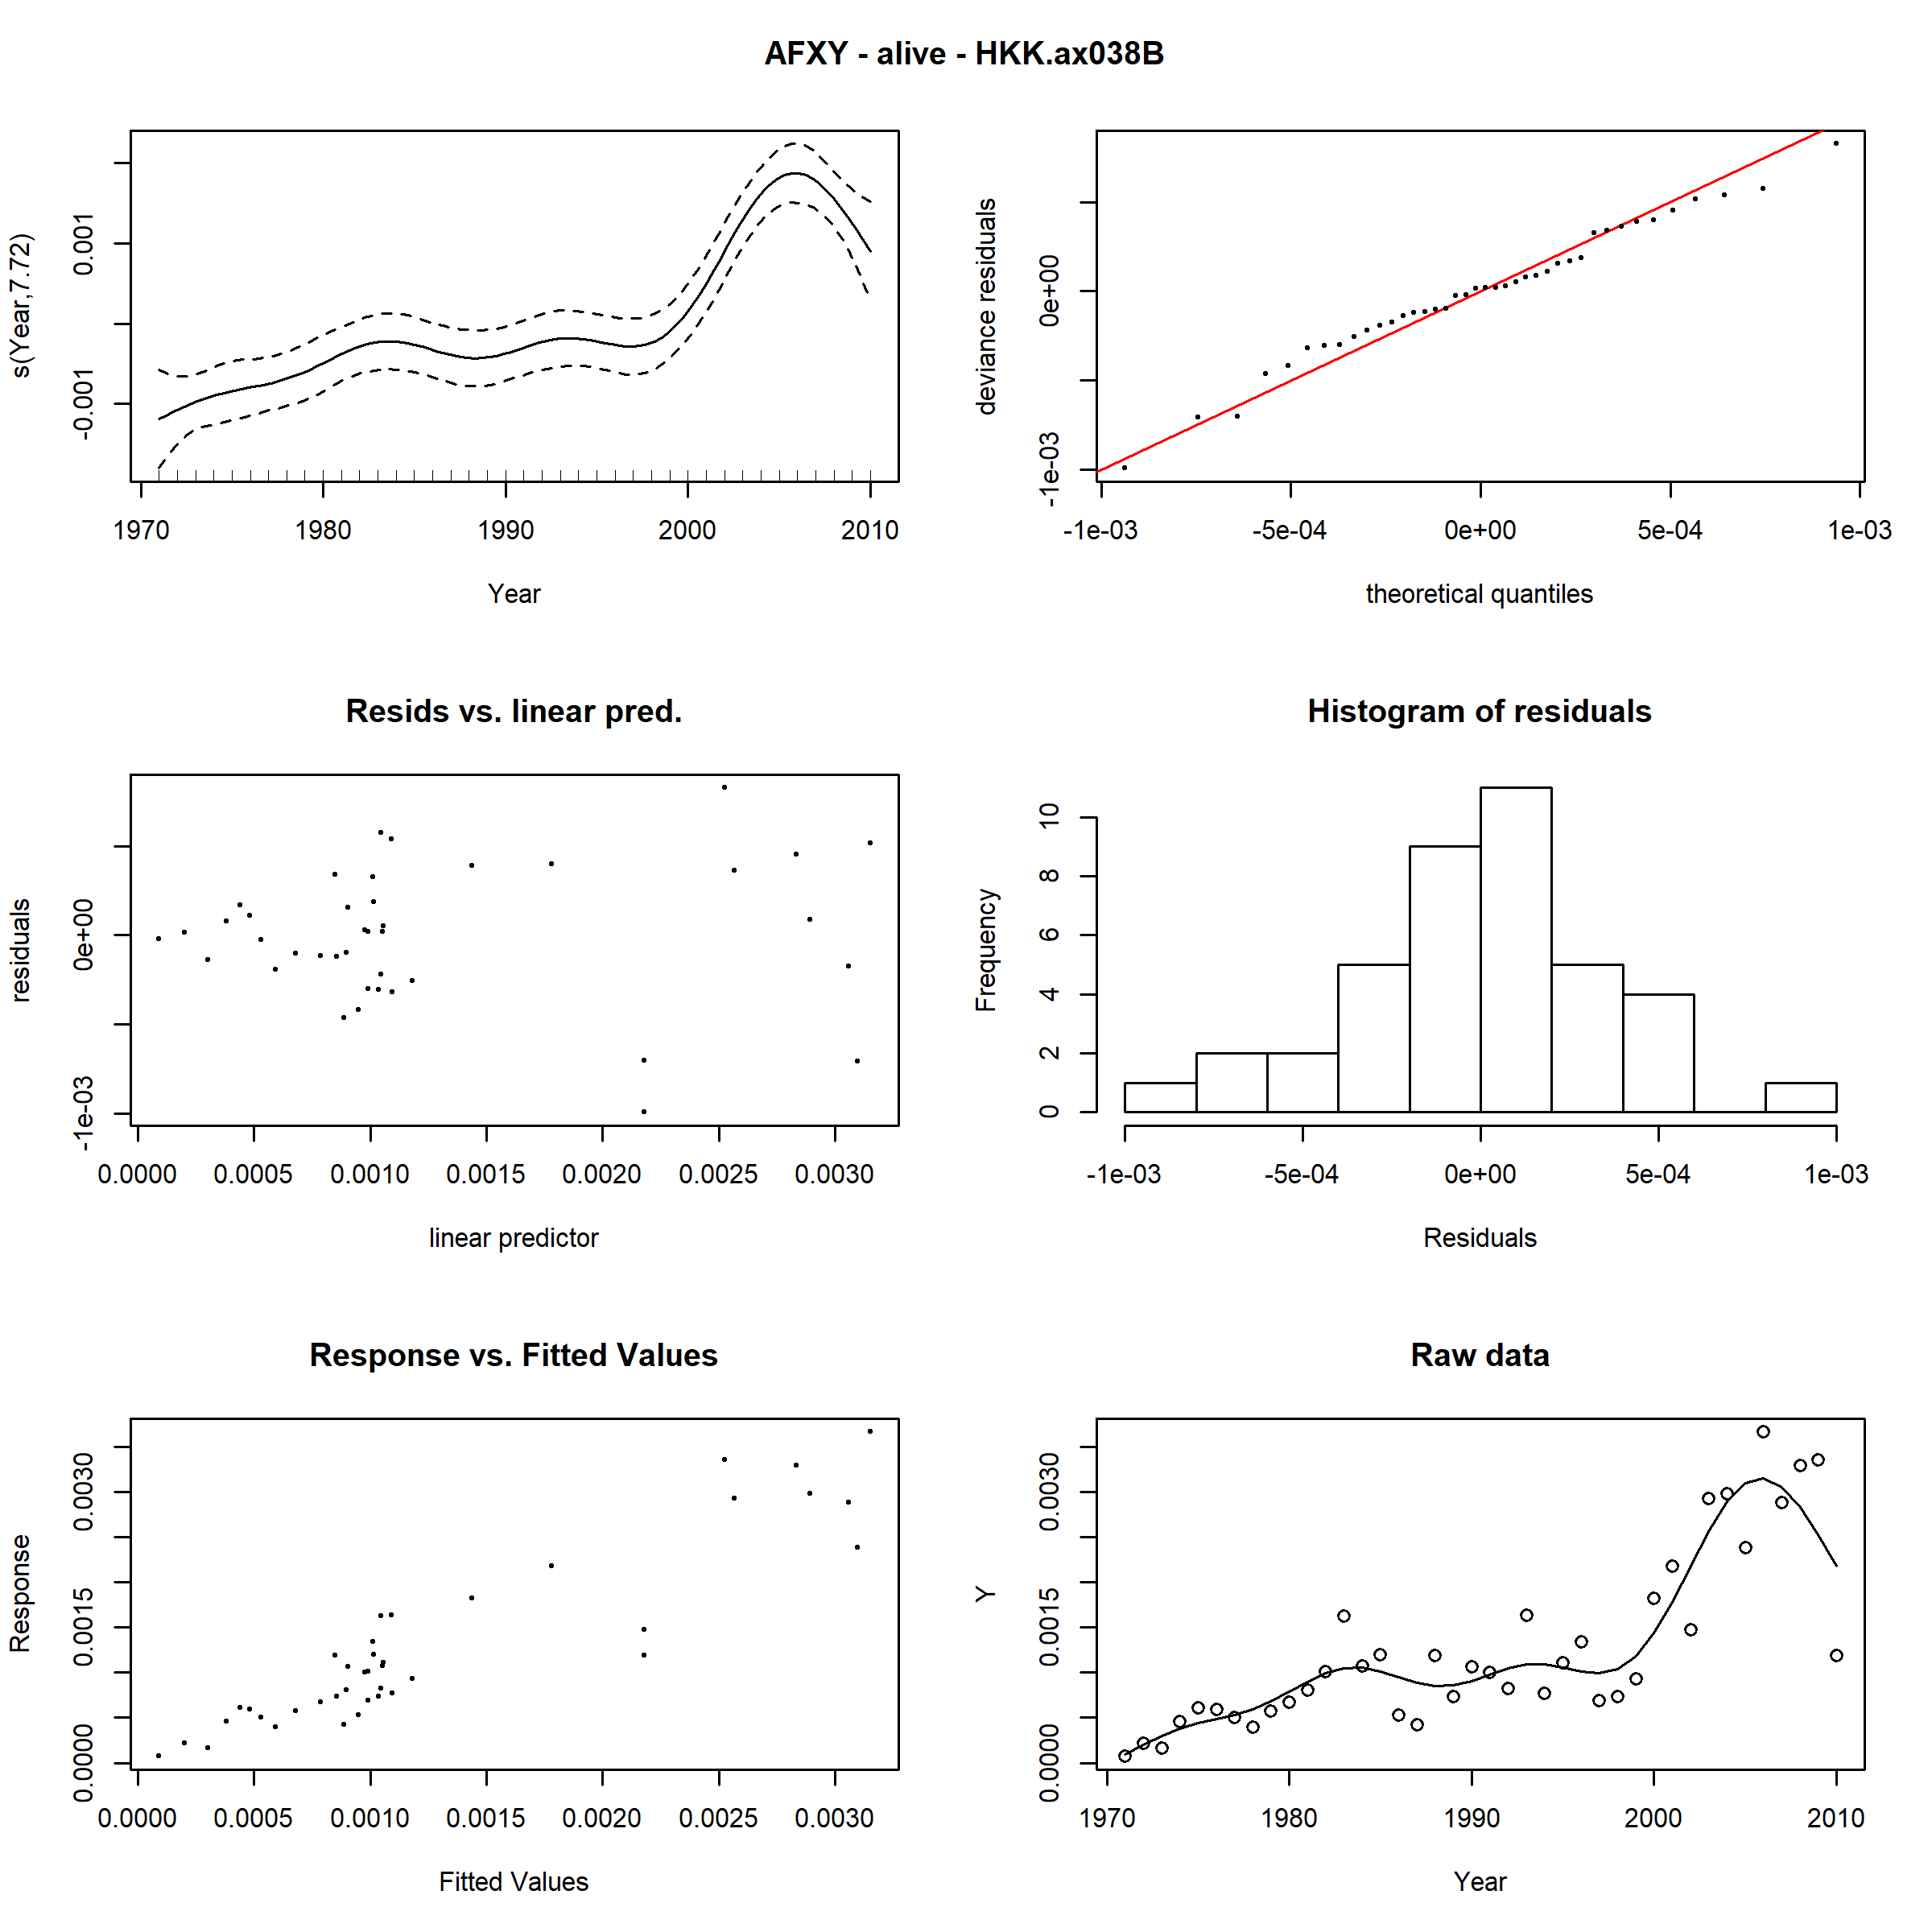 AFXY - alive - HKK.ax038B
s(Year,7.72)
-0.001
0.001
1970 1980 1990 2000 2010
Year
deviance residuals
-1e-03
0e+00
-1e-03 -5e-04 0e+00 5e-04 1e-03
theoretical quantiles
Resids vs. linear pred.
residuals
-1e-03
0e+00
0.0000 0.0005 0.0010 0.0015 0.0020 0.0025 0.0030
linear predictor
Histogram of residuals
Frequency
0
2
4
6
8
10
-1e-03 -5e-04 0e+00 5e-04 1e-03
Residuals
Response vs. Fitted Values
Response
0.0000
0.0015
0.0030
0.0000 0.0005 0.0010 0.0015 0.0020 0.0025 0.0030
Fitted Values
Raw data
Y
0.0000
0.0015
0.0030
1970 1980 1990 2000 2010
Year